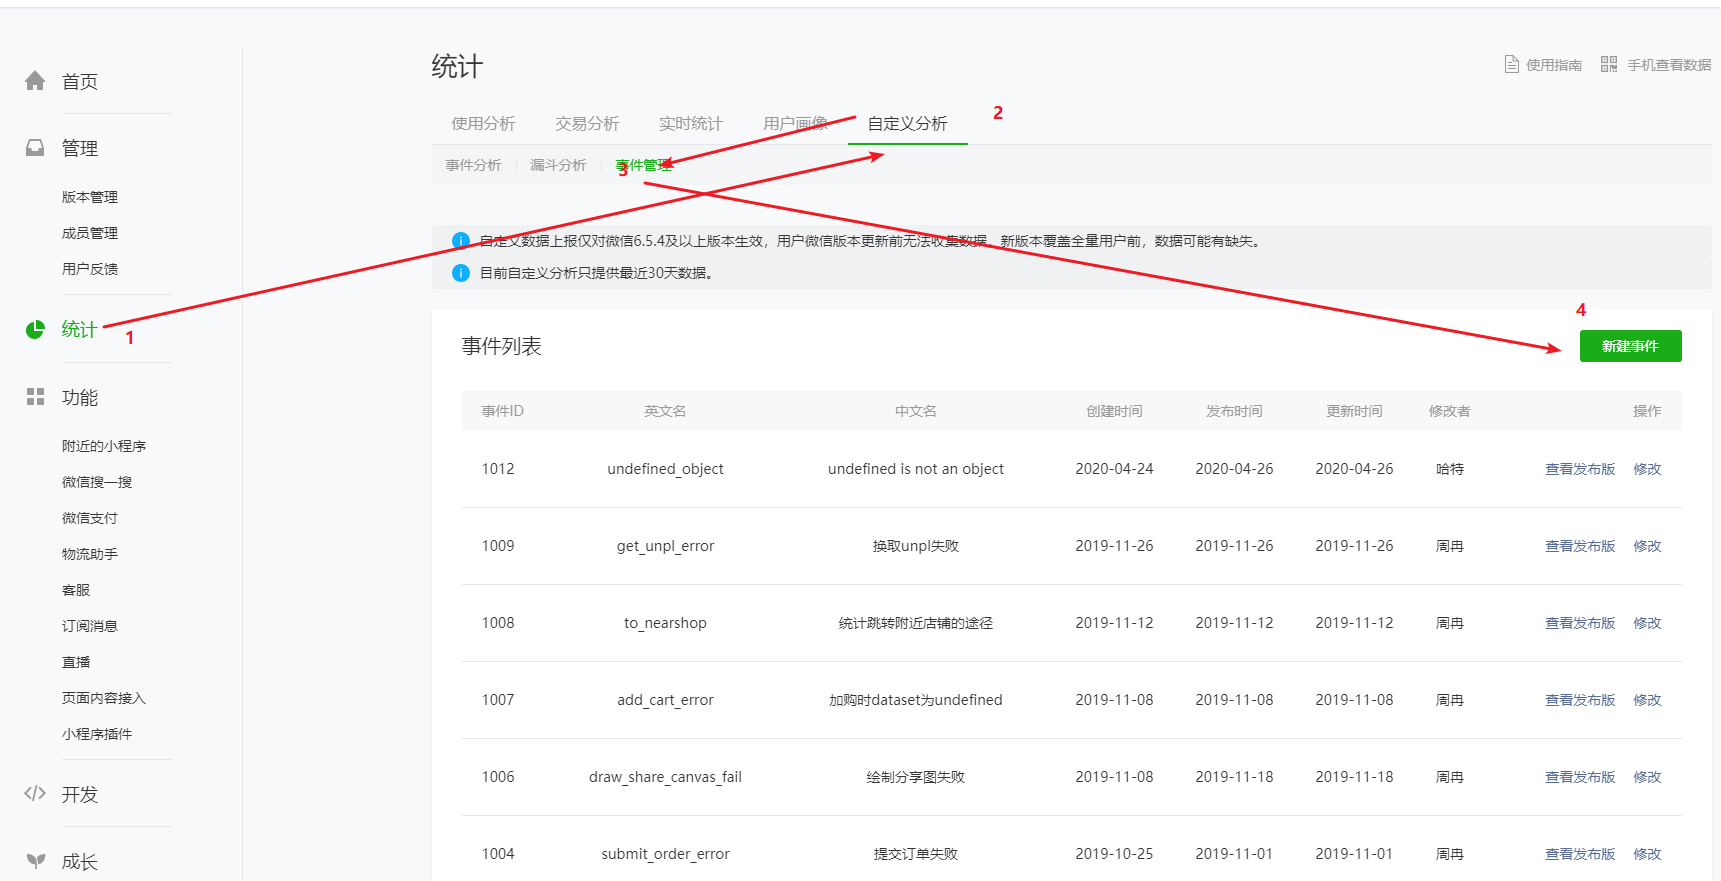 首页
管理
版本管理
成员管理
用户反馈
统计
1
功能
附近的小程序
微信搜一搜
微信支付
物流助手
客服
订阅消息
直播
页面内容接入
小程序插件
开发
成长
统计
使用指南 手机查看数据
使用分析 交易分析 实时统计 用户画像 自定义分析 2
事件分析 漏斗分析 事件管理
3
自定义数据上报仅对微信6.5.4及以上版本生效，用户微信版本更新前无法收集数据。新版本覆盖全量用户前，数据可能有缺失。
目前自定义分析只提供最近30天数据。
4
事件列表 新建事件
事件ID 英文名 中文名 创建时间 发布时间 更新时间 修改者 操作
1012 undefined_object undefined is not an object 2020-04-24 2020-04-26 2020-04-26 哈特 查看发布版 修改
1009 get_unpl_error 换取unpl失败 2019-11-26 2019-11-26 2019-11-26 周冉 查看发布版 修改
1008 to_nearshop 统计跳转附近店铺的途径 2019-11-12 2019-11-12 2019-11-12 周冉 查看发布版 修改
1007 add_cart_error 加购时dataset为undefined 2019-11-08 2019-11-08 2019-11-08 周冉 查看发布版 修改
1006 draw_share_canvas_fail 绘制分享图失败 2019-11-08 2019-11-18 2019-11-18 周冉 查看发布版 修改
1004 submit_order_error 提交订单失败 2019-10-25 2019-11-01 2019-11-01 周冉 查看发布版 修改